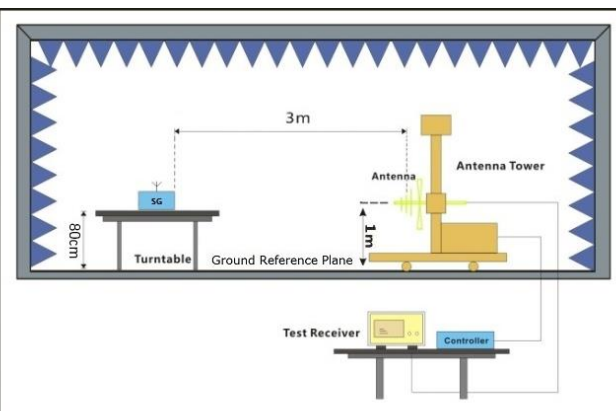 3m
Antenna Tower
Antenna
SG
80cm
1m
Turntable
Ground Reference Plane
Test Receiver
Controller